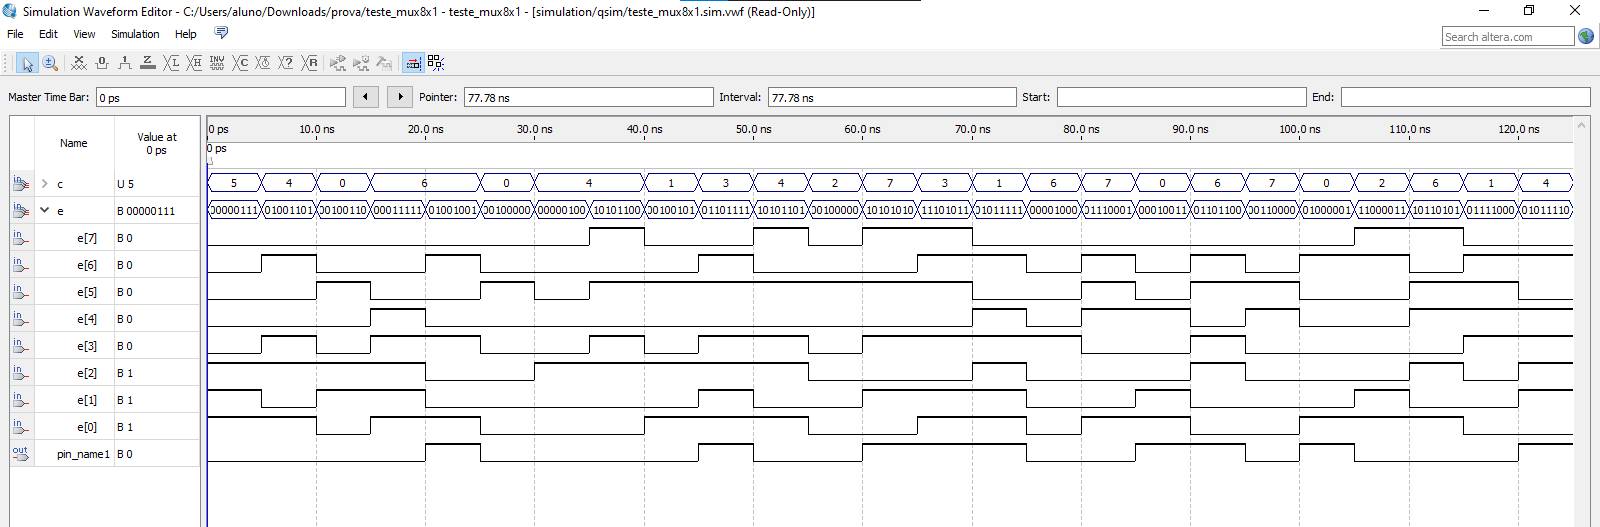 Simulation Waveform Editor - C:/Users/aluno/Downloads/prova/teste_mux8x1 - teste_mux8x1 - [simulation/qsim/teste_mux8x1.sim.vwf (Read-Only)]
File Edit View Simulation Help
Search altera.com
Master Time Bar: 0 ps Pointer: 77.78 ns Interval: 77.78 ns Start: End:
Name Value at 0 ps
0 ps 10.0 ns 20.0 ns 30.0 ns 40.0 ns 50.0 ns 60.0 ns 70.0 ns 80.0 ns 90.0 ns 100.0 ns 110.0 ns 120.0 ns
0 ps
in c U 5 5 4 0 6 0 4 1 3 4 2 7 3 1 6 7 0 6 7 0 2 6 1 4
in e B 00000111 00000111 01001101 00100110 00011111 01001001 00100000 00000100 10101100 00100101 01101111 10101101 00100000 10101010 11101011 01011111 00001000 01110001 00010011 01101100 00110000 01000001 11000011 10110101 01111000 01011110
in e[7] B 0
in e[6] B 0
in e[5] B 0
in e[4] B 0
in e[3] B 0
in e[2] B 1
in e[1] B 1
in e[0] B 1
out pin_name1 B 0